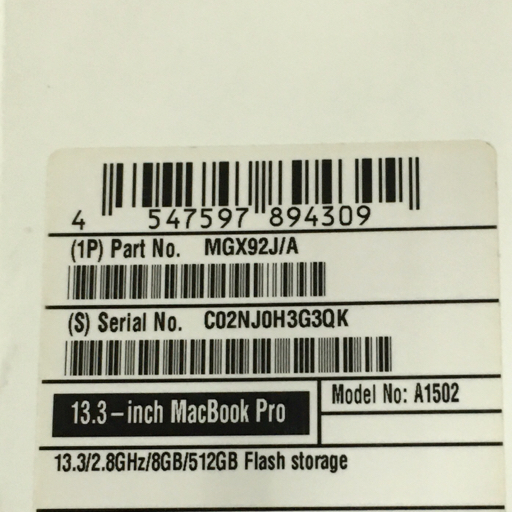 4 547597 894309
(1P) Part No. MGX92J/A
(S) Serial No. C02NJ0H3G3QK
13.3-inch MacBook Pro
Model No: A1502
13.3/2.8GHz/8GB/512GB Flash storage